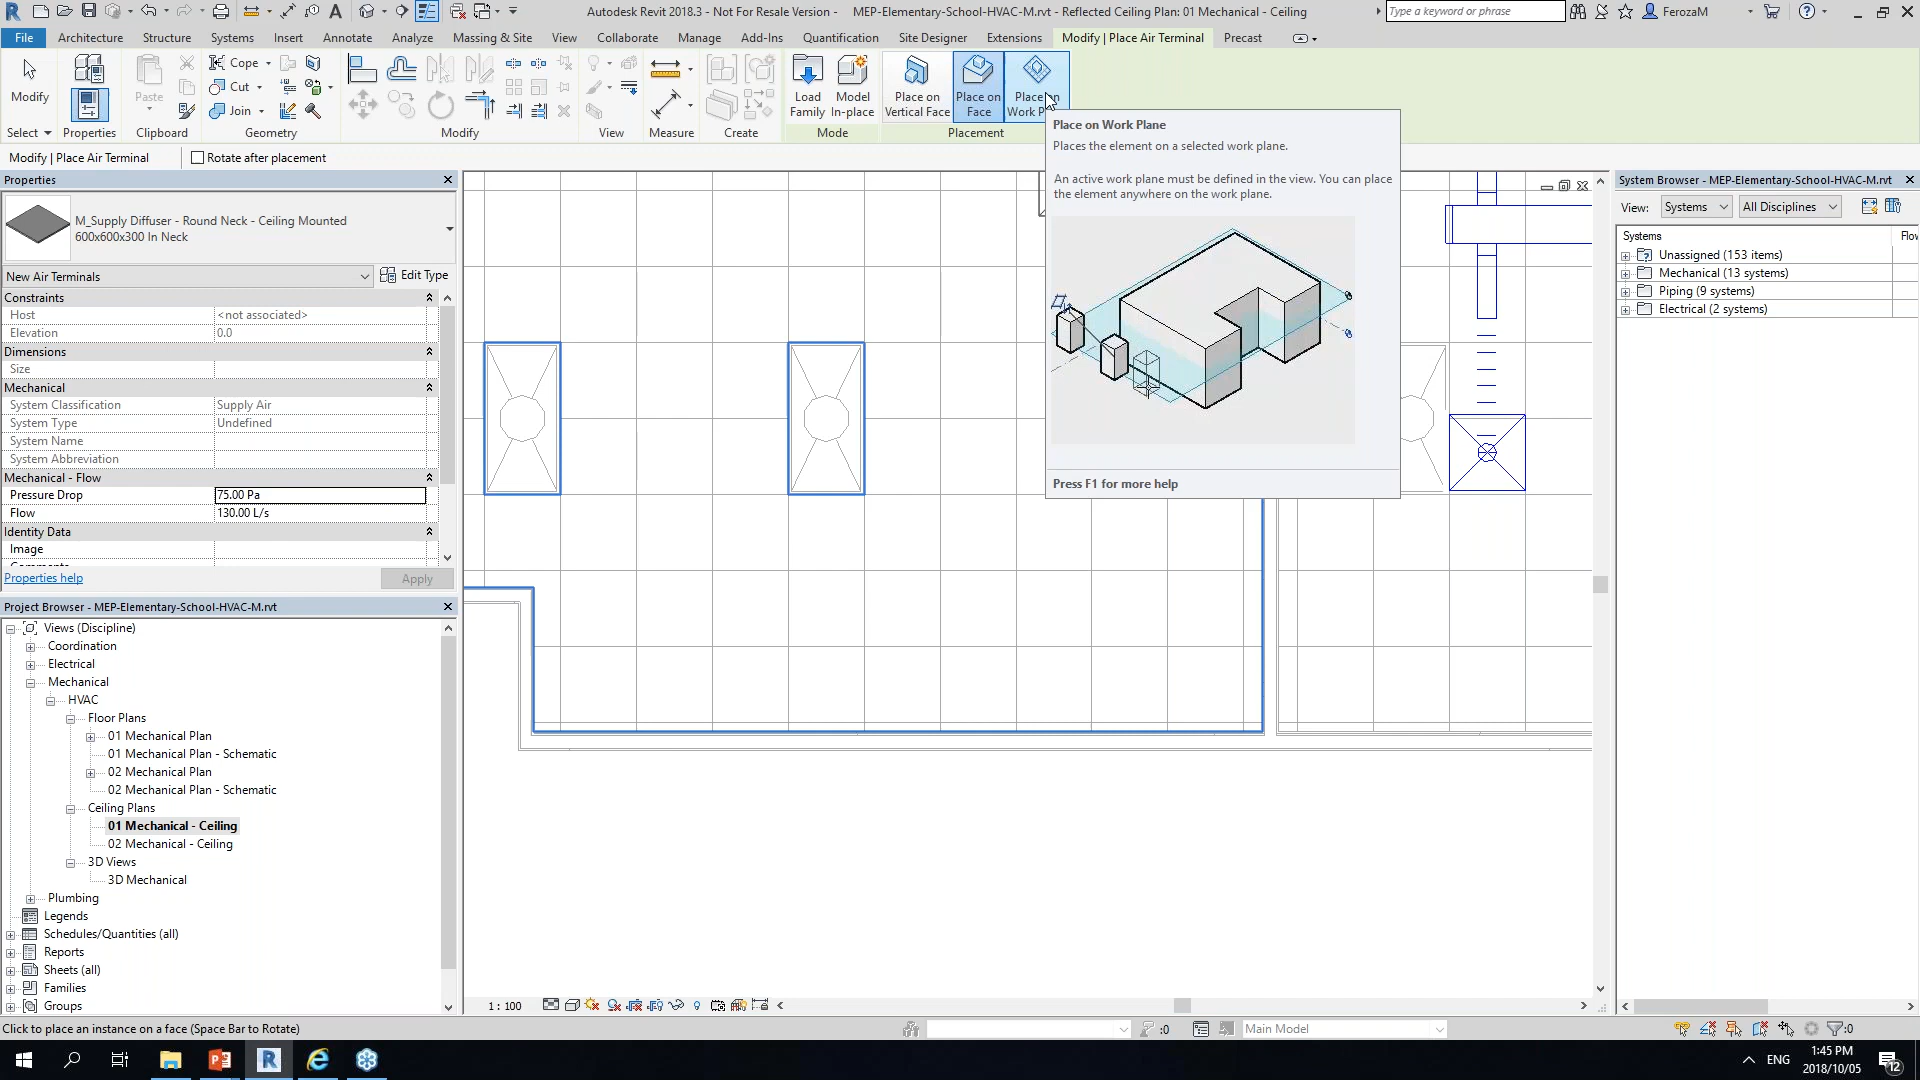 Autodesk Revit 2018.3 - Not For Resale Version - MEP-Elementary-School-HVAC-M.rvt - Reflected Ceiling Plan: 01 Mechanical - Ceiling
Type a keyword or phrase
FerozaM
File Architecture Structure Systems Insert Annotate Analyze Massing & Site View Collaborate Manage Add-Ins Quantification Site Designer Extensions Modify | Place Air Terminal Precast
Modify
Paste
Cope
Cut
Join
Load Family
Model In-place
Place on Vertical Face
Place on Face
Select Properties Clipboard Geometry Modify View Measure Create Mode Placement
Modify | Place Air Terminal
Rotate after placement
Place on Work Plane
Places the element on a selected work plane.
An active work plane must be defined in the view. You can place
the element anywhere on the work plane.
Press F1 for more help
Properties
M_Supply Diffuser - Round Neck - Ceiling Mounted
600x600x300 In Neck
New Air Terminals
Edit Type
Constraints
Host <not associated>
Elevation 0.0
Dimensions
Size
Mechanical
System Classification Supply Air
System Type Undefined
System Name
System Abbreviation
Mechanical - Flow
Pressure Drop 75.00 Pa
Flow 130.00 L/s
Identity Data
Image
Properties help
Apply
Project Browser - MEP-Elementary-School-HVAC-M.rvt
Views (Discipline)
Coordination
Electrical
Mechanical
HVAC
Floor Plans
01 Mechanical Plan
01 Mechanical Plan - Schematic
02 Mechanical Plan
02 Mechanical Plan - Schematic
Ceiling Plans
01 Mechanical - Ceiling
02 Mechanical - Ceiling
3D Views
3D Mechanical
Plumbing
Legends
Schedules/Quantities (all)
Reports
Sheets (all)
Families
Groups
System Browser - MEP-Elementary-School-HVAC-M.rvt
View: Systems All Disciplines
Systems
Unassigned (153 items)
Mechanical (13 systems)
Piping (9 systems)
Electrical (2 systems)
1 : 100
Click to place an instance on a face (Space Bar to Rotate)
:0
Main Model
:0
ENG
1:45 PM
2018/10/05
12